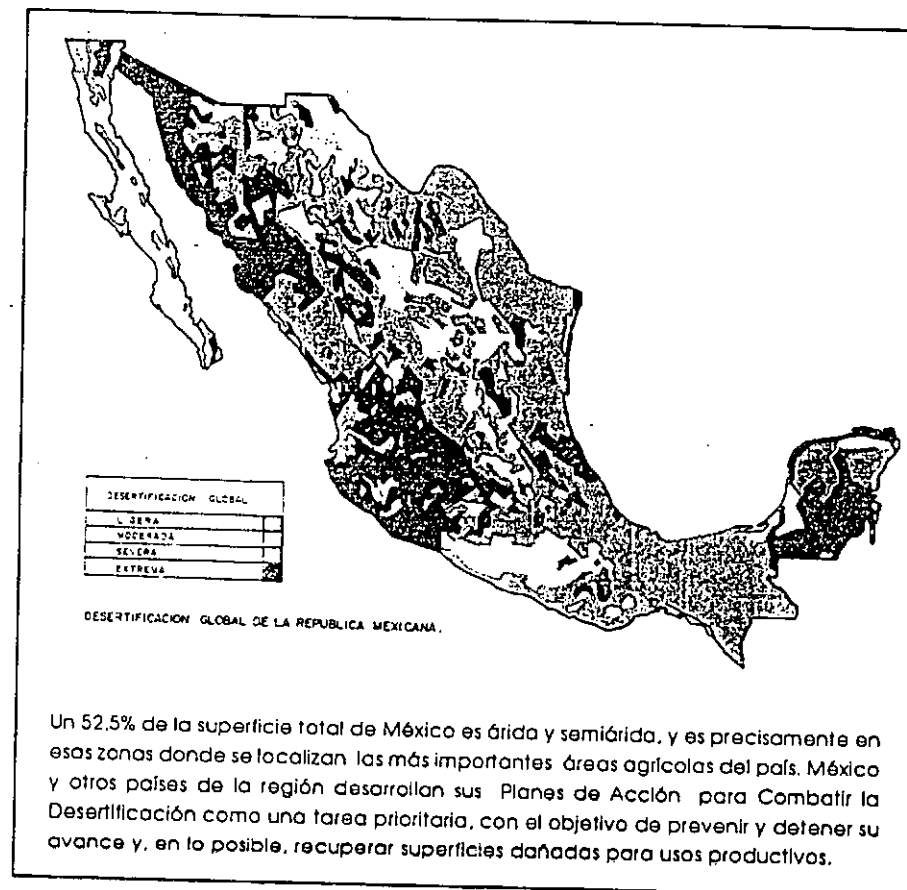 DESERTIFICACION GLOBAL
LIGERA
MODERADA
SEVERA
EXTREMA
DESERTIFICACION GLOBAL DE LA REPUBLICA MEXICANA.
Un 52.5% de la superficie total de México es árida y semiárida, y es precisamente en
esas zonas donde se localizan las más importantes áreas agrícolas del país. México
y otros países de la región desarrollan sus Planes de Acción para Combatir la
Desertificación como una tarea prioritaria, con el objetivo de prevenir y detener su
avance y, en lo posible, recuperar superficies dañadas para usos productivos.